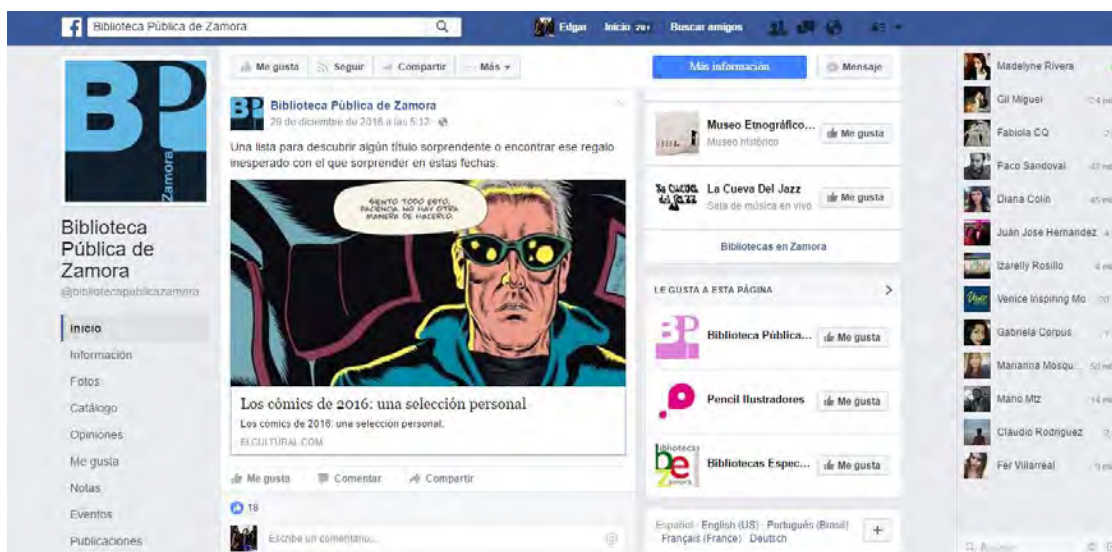 Biblioteca Pública de Zamora
Edgar
Inicio 20+
Buscar amigos
BP
Zamora
Biblioteca
Pública de
Zamora
@bibliotecapublicazamora
Inicio
Información
Fotos
Catálogo
Opiniones
Me gusta
Notas
Eventos
Publicaciones
Me gusta
Seguir
Compartir
Más
Biblioteca Pública de Zamora
29 de diciembre de 2016 a las 5:12
Una lista para descubrir algún título sorprendente o encontrar ese regalo
inesperado con el que sorprender en estas fechas.
SIENTO TODO ESTO,
PACIENCIA. NO HAY OTRA
MANERA DE HACERLO.
Los cómics de 2016: una selección personal
Los cómics de 2016: una selección personal.
ELCULTURAL.COM
Me gusta
Comentar
Compartir
18
Escribe un comentario...
Más información
Mensaje
Museo Etnográfico...
Museo histórico
Me gusta
La Cueva Del Jazz
Sala de música en vivo
Me gusta
Bibliotecas en Zamora
LE GUSTA A ESTA PÁGINA
BP
Biblioteca Pública...
Me gusta
Pencil Ilustradores
Me gusta
bibliotecas
be
Zamora
Bibliotecas Espec...
Me gusta
Español · English (US) · Português (Brasil) ·
Français (France) · Deutsch
Madelyne Rivera
Gil Miguel
Fabiola CQ
Paco Sandoval
Diana Colin
Juan Jose Hernandez
Izarelly Rosillo
Venice Inspiring Mo
Gabriela Corpus
Marianna Mosqu...
Mario Mtz
Claudio Rodriguez
Fer Villarreal